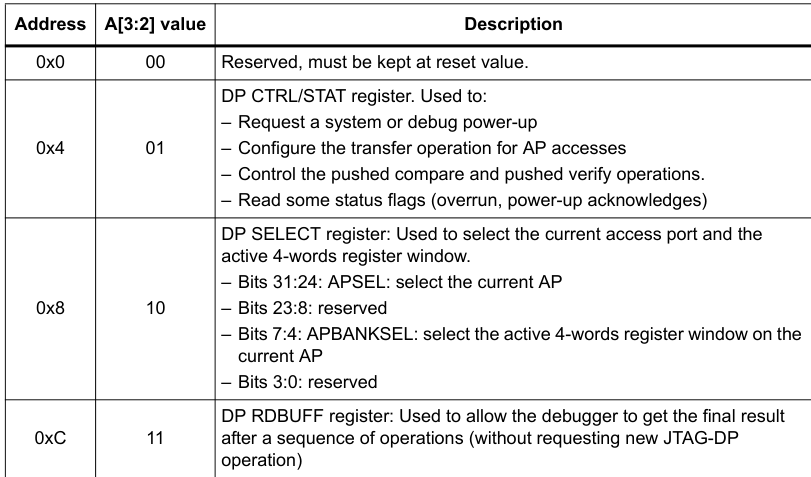 Address A[3:2] value Description
0x0 00 Reserved, must be kept at reset value.
0x4 01 DP CTRL/STAT register. Used to:
– Request a system or debug power-up
– Configure the transfer operation for AP accesses
– Control the pushed compare and pushed verify operations.
– Read some status flags (overrun, power-up acknowledges)
0x8 10 DP SELECT register: Used to select the current access port and the
active 4-words register window.
– Bits 31:24: APSEL: select the current AP
– Bits 23:8: reserved
– Bits 7:4: APBANKSEL: select the active 4-words register window on the
current AP
– Bits 3:0: reserved
0xC 11 DP RDBUFF register: Used to allow the debugger to get the final result
after a sequence of operations (without requesting new JTAG-DP
operation)